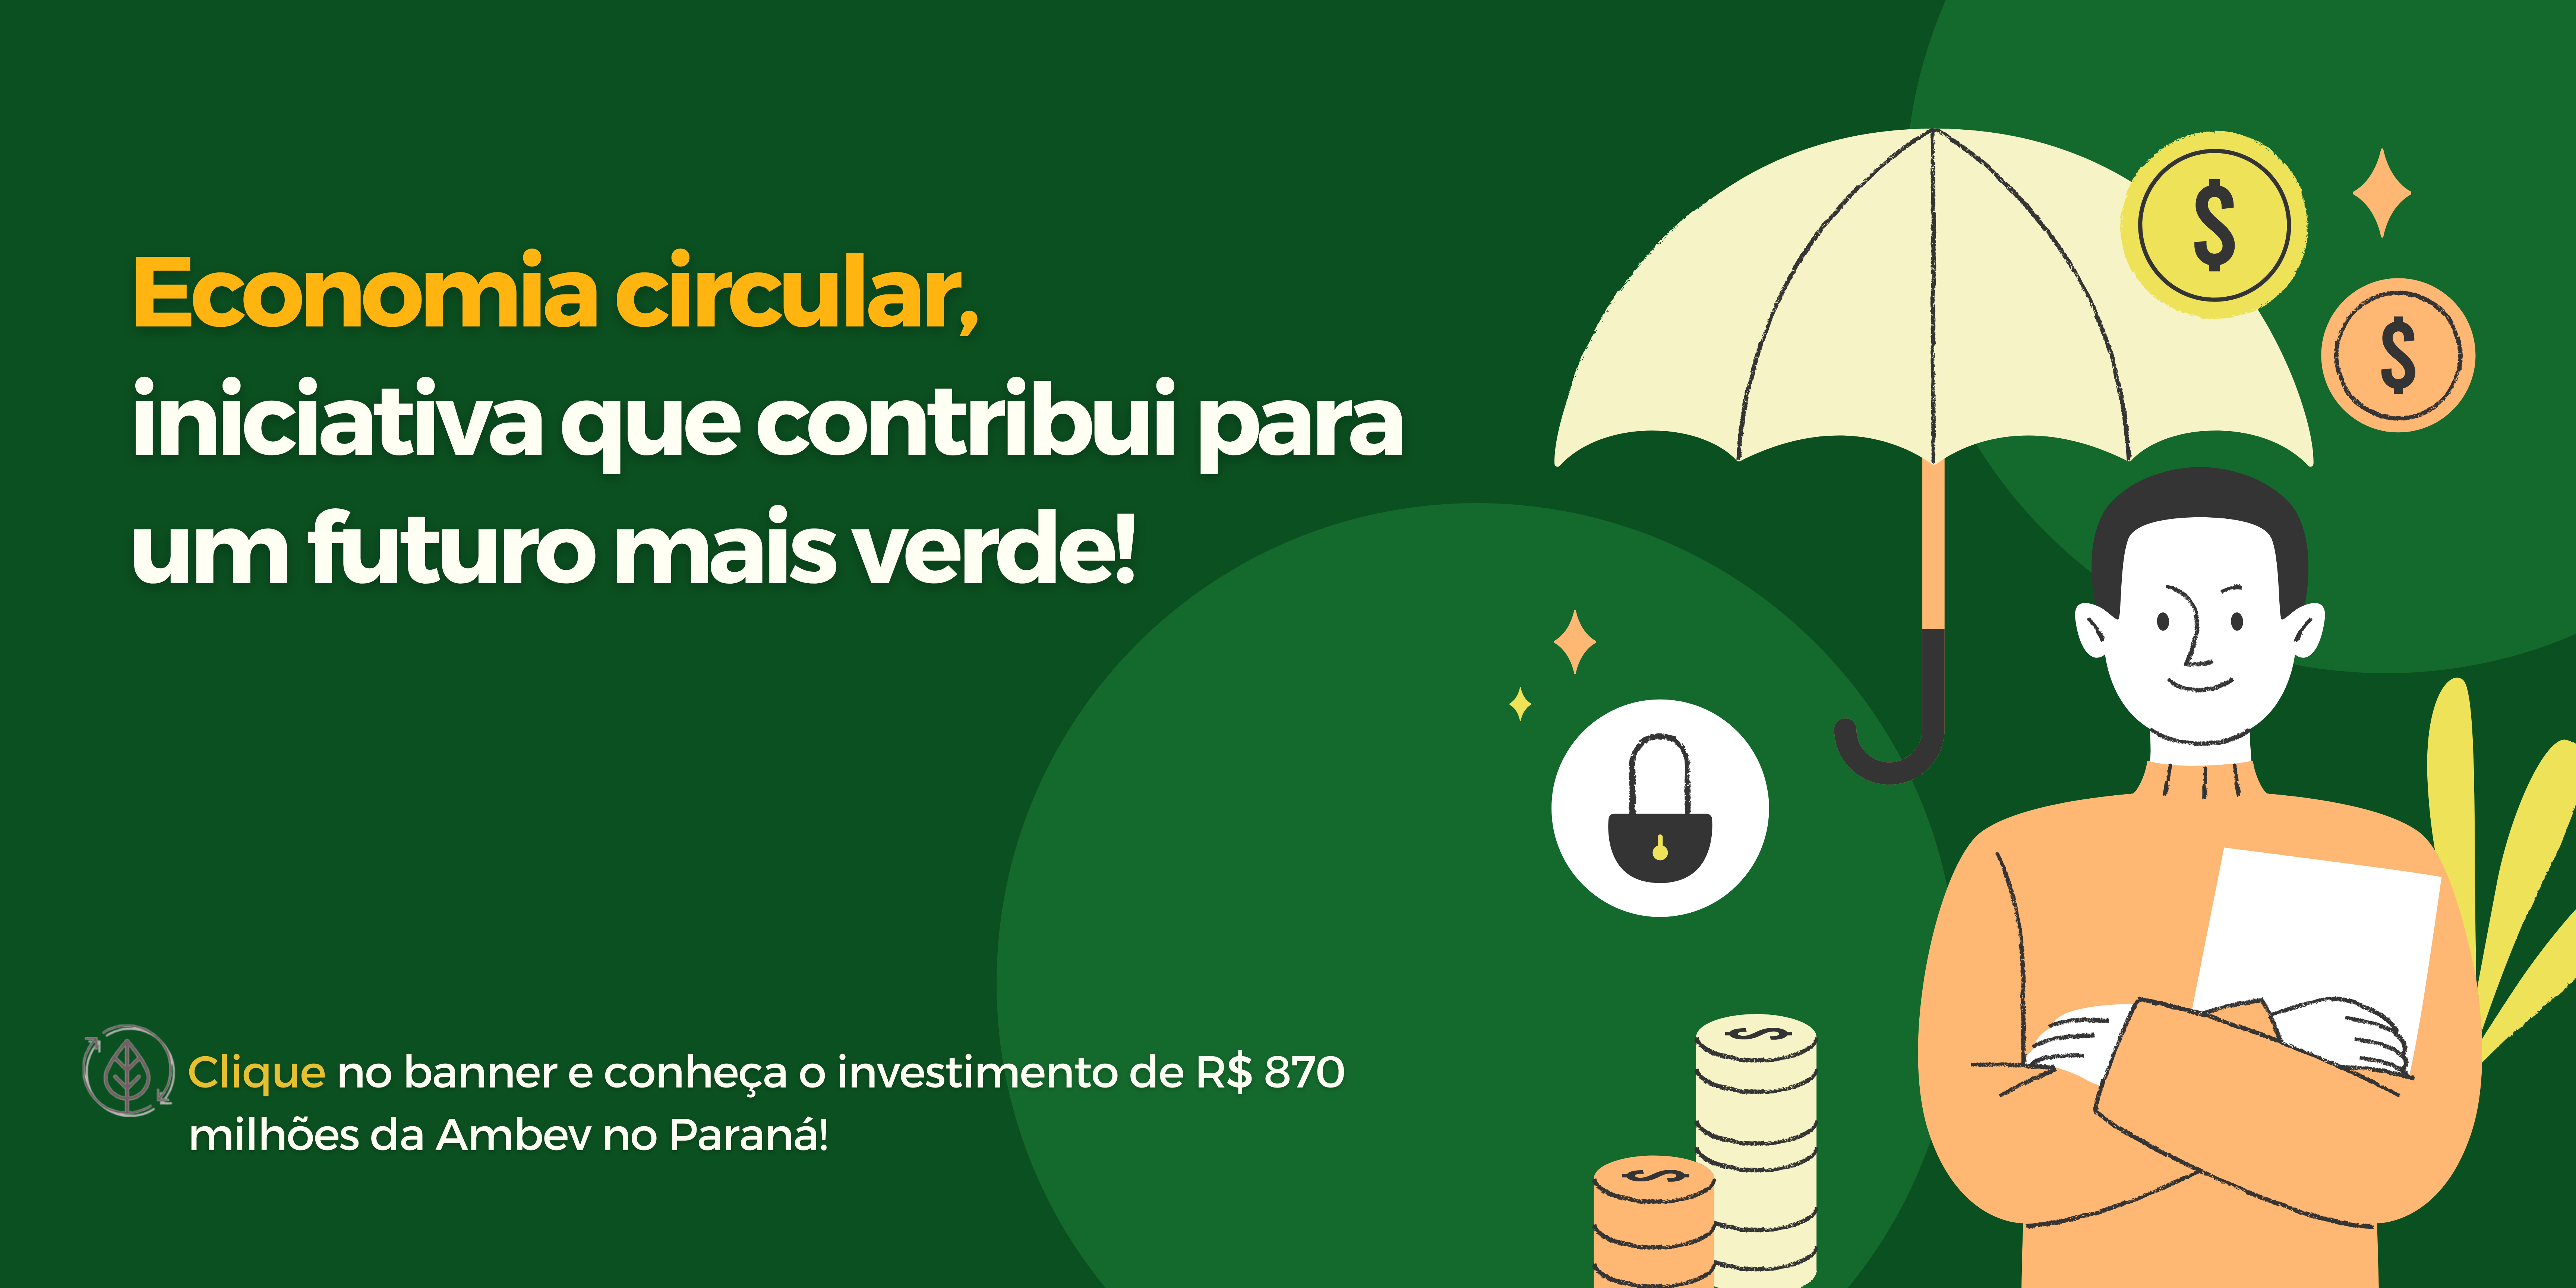 Economia circular,
iniciativa que contribui para
um futuro mais verde!
$
$
Clique no banner e conheça o investimento de R$ 870
milhões da Ambev no Paraná!
$
$